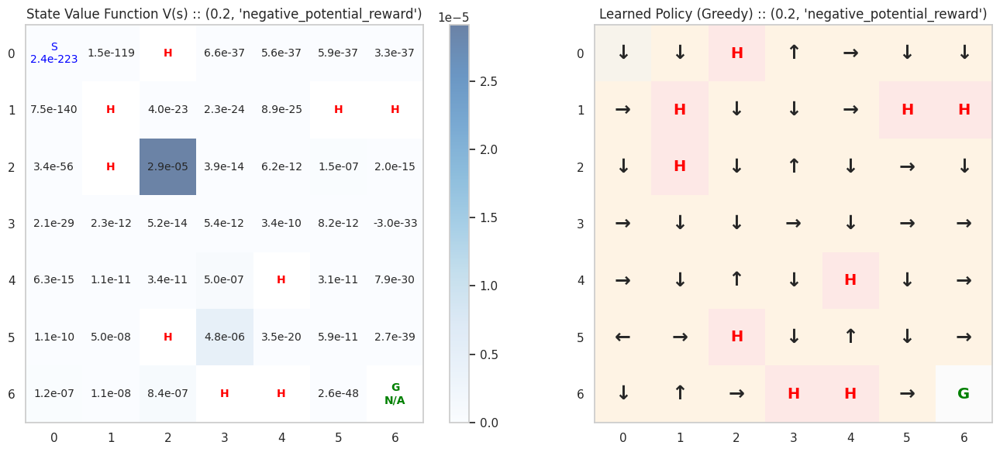 State Value Function V(s) :: (0.2, 'negative_potential_reward')
1e−5
0 S 1.5e-119 H 6.6e-37 5.6e-37 5.9e-37 3.3e-37
2.4e-223
1 7.5e-140 H 4.0e-23 2.3e-24 8.9e-25 H H
2 3.4e-56 H 2.9e-05 3.9e-14 6.2e-12 1.5e-07 2.0e-15
3 2.1e-29 2.3e-12 5.2e-14 5.4e-12 3.4e-10 8.2e-12 -3.0e-33
4 6.3e-15 1.1e-11 3.4e-11 5.0e-07 H 3.1e-11 7.9e-30
5 1.1e-10 5.0e-08 H 4.8e-06 3.5e-20 5.9e-11 2.7e-39
6 1.2e-07 1.1e-08 8.4e-07 H H 2.6e-48 G
N/A
0 1 2 3 4 5 6
2.5
2.0
1.5
1.0
0.5
0.0
Learned Policy (Greedy) :: (0.2, 'negative_potential_reward')
0 ↓ ↓ H ↑ → ↓ ↓
1 → H ↓ ↓ → H H
2 ↓ H ↓ ↑ ↓ → ↓
3 → ↓ ↓ → ↓ → →
4 → ↓ ↑ ↓ H ↓ →
5 ← → H ↓ ↑ ↓ →
6 ↓ ↑ → H H → G
0 1 2 3 4 5 6